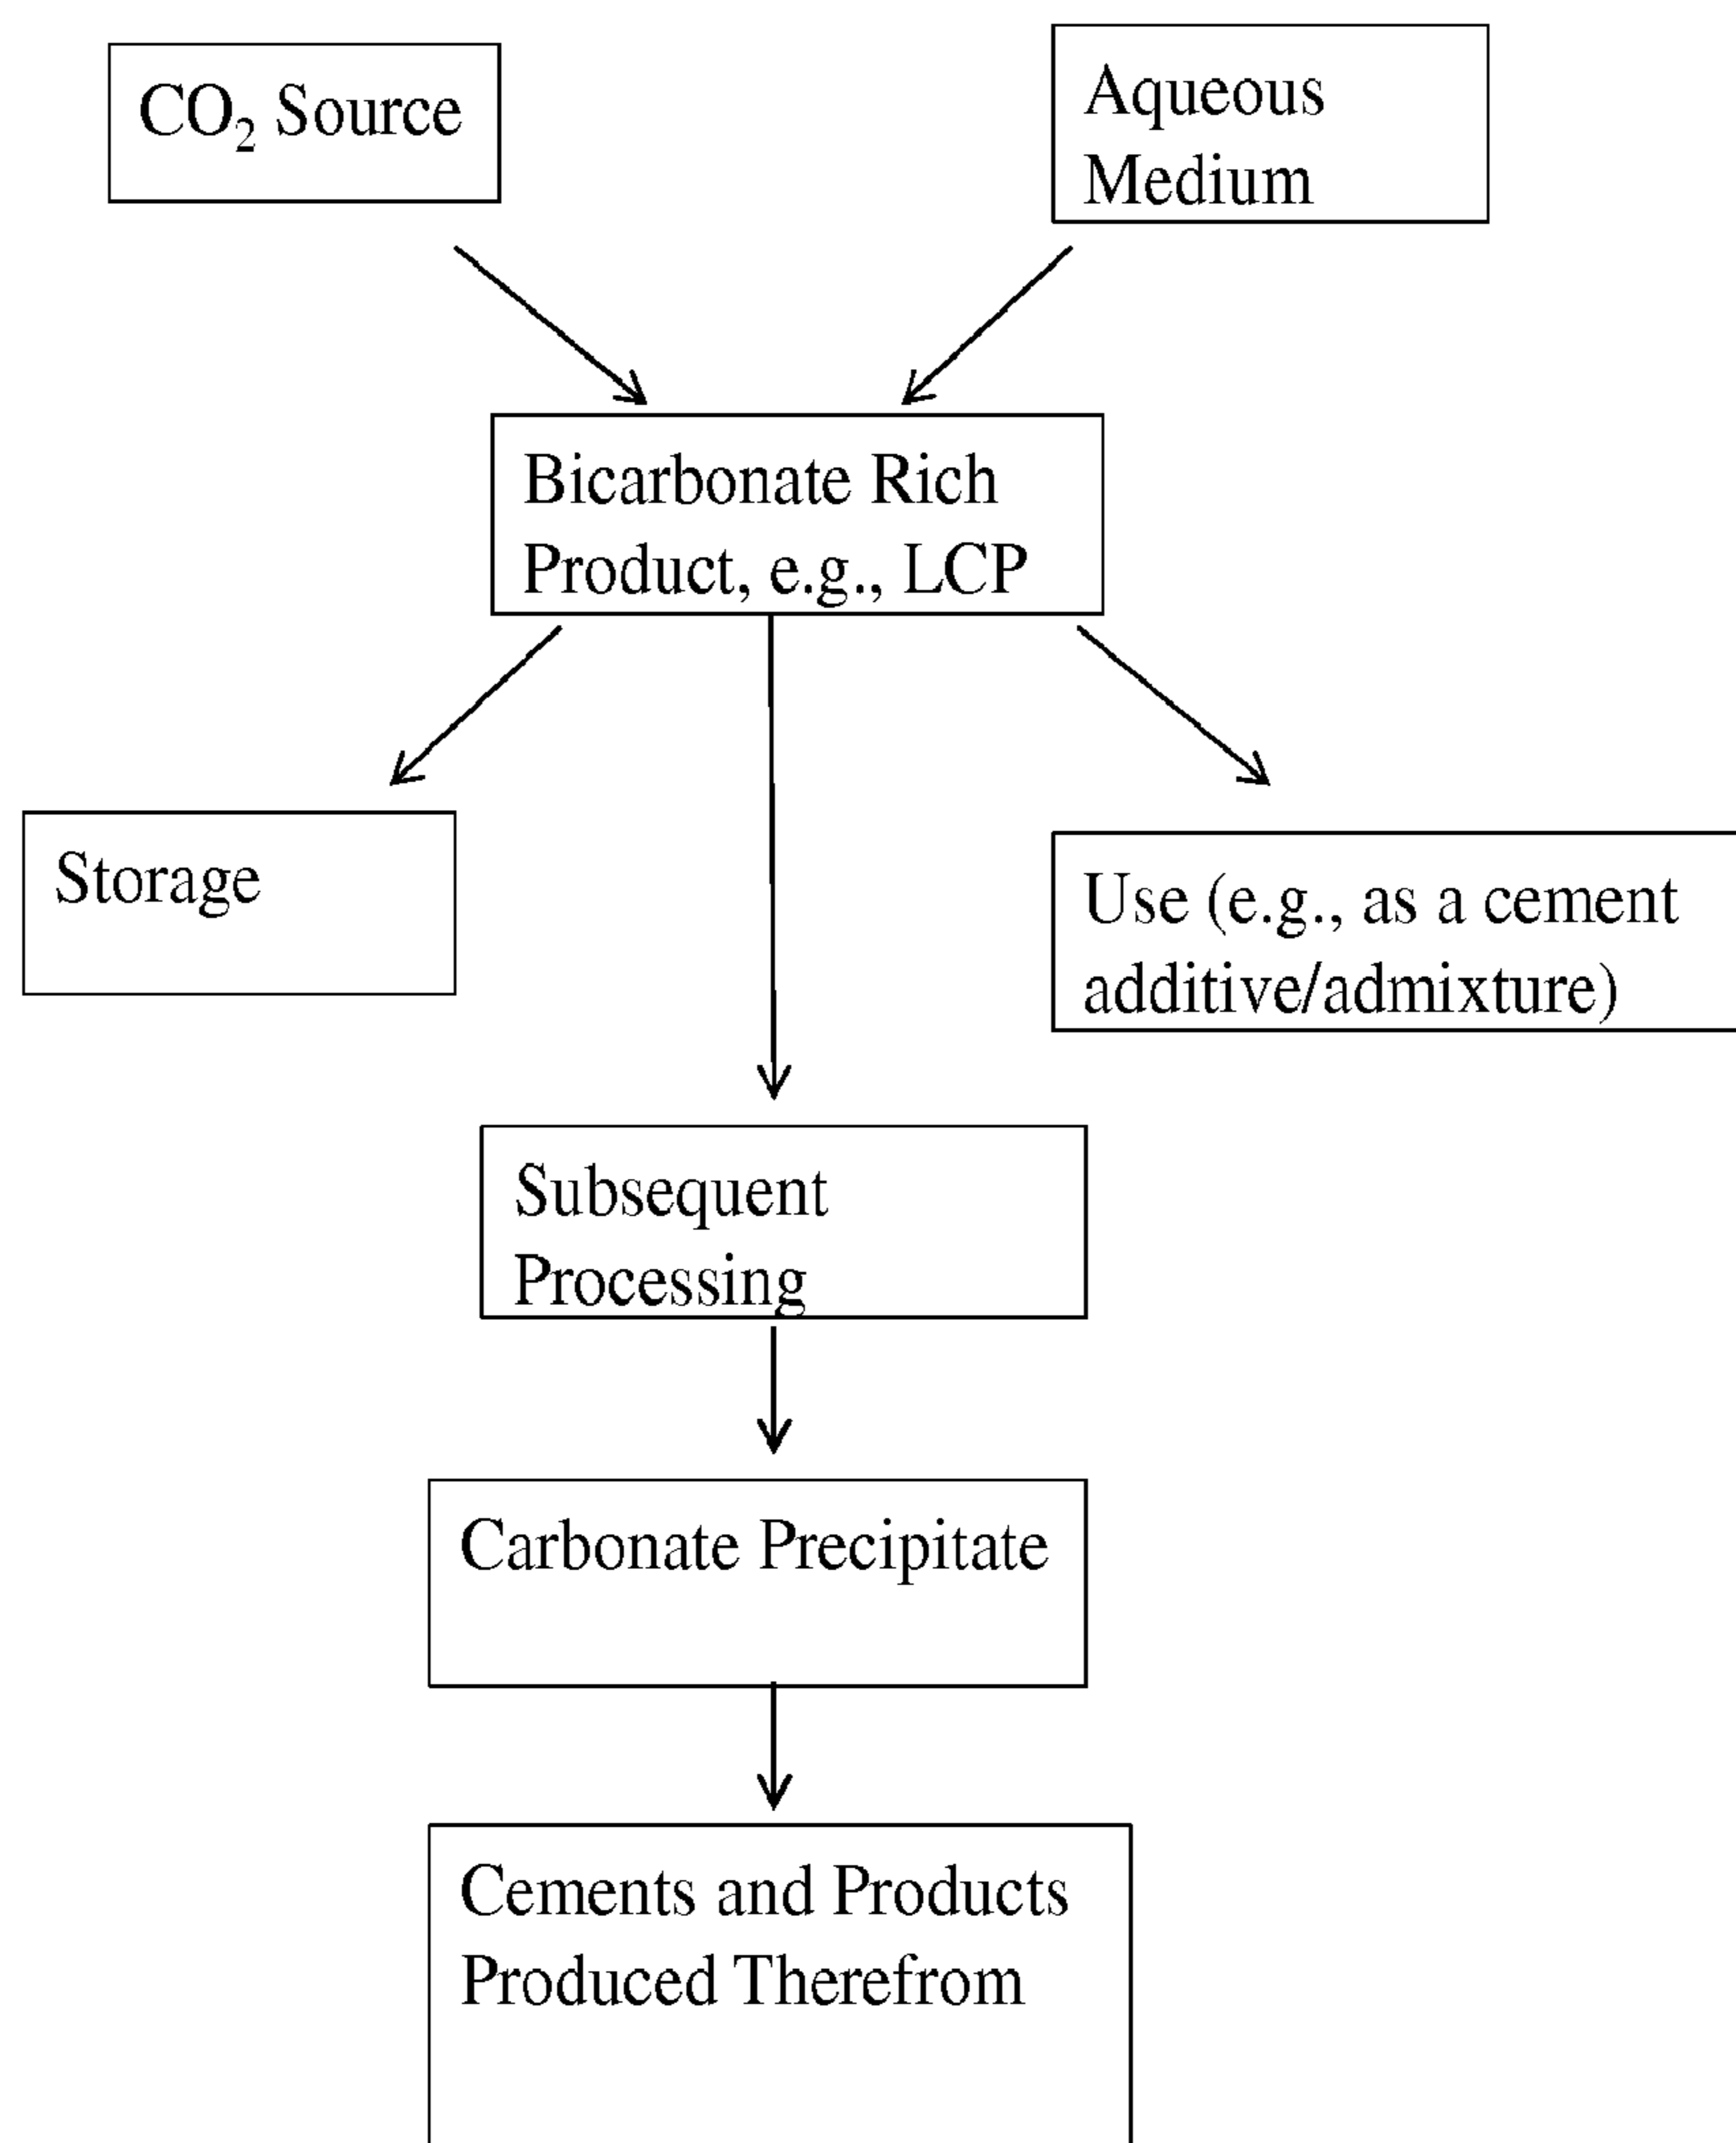 CO₂ Source
Aqueous
Medium
Bicarbonate Rich
Product, e.g., LCP
Storage
Use (e.g., as a cement
additive/admixture)
Subsequent
Processing
Carbonate Precipitate
Cements and Products
Produced Therefrom